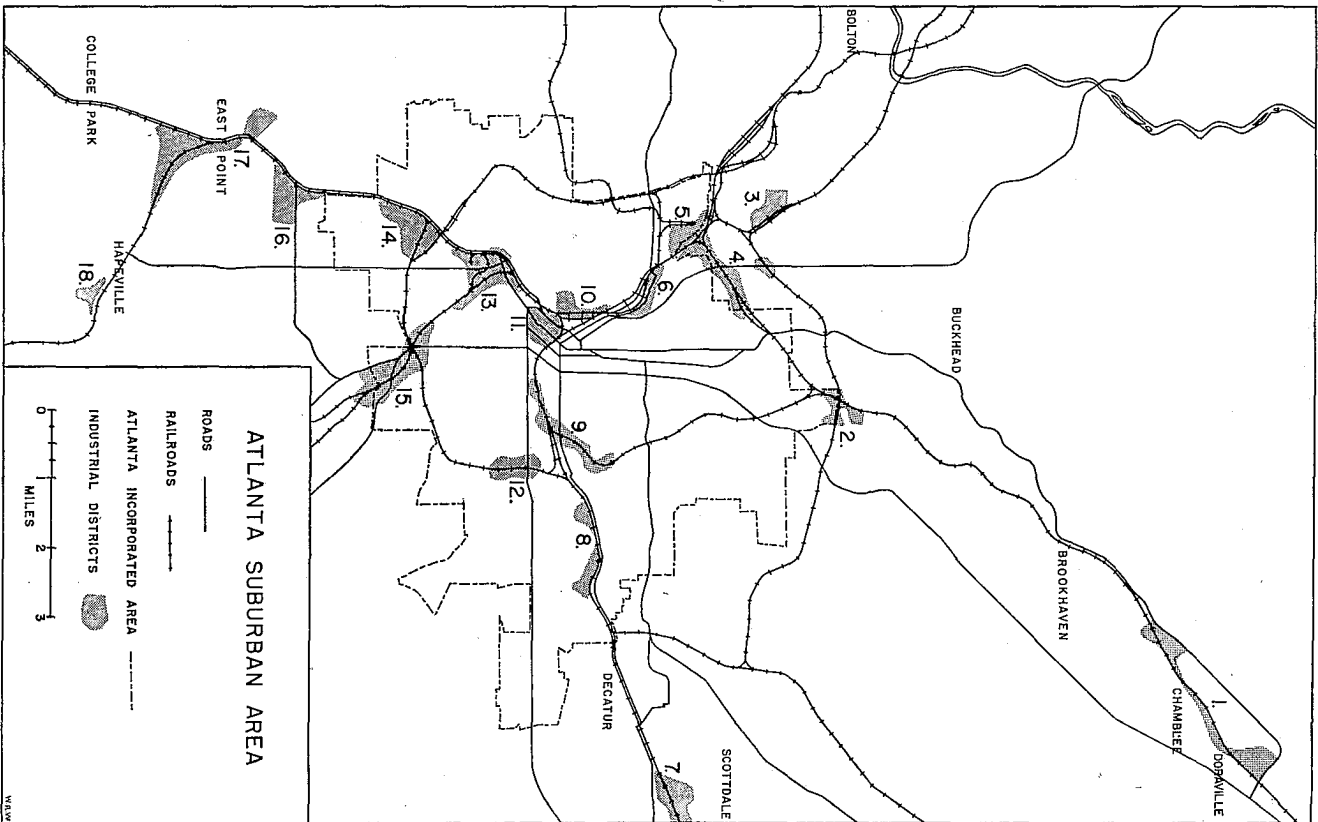 1.
DORAVILLE
CHAMBLEE
BROOKHAVEN
BUCKHEAD
BOLTON
2.
3.
4.
SCOTTDALE
5.
6.
7.
DECATUR
10.
8.
9.
11.
12.
13.
15.
14.
16.
17.
EAST POINT
HAPEVILLE
COLLEGE PARK
18.
ATLANTA SUBURBAN AREA
ROADS
RAILROADS
ATLANTA INCORPORATED AREA
INDUSTRIAL DISTRICTS
0 1 2 3
MILES
W.R.W.